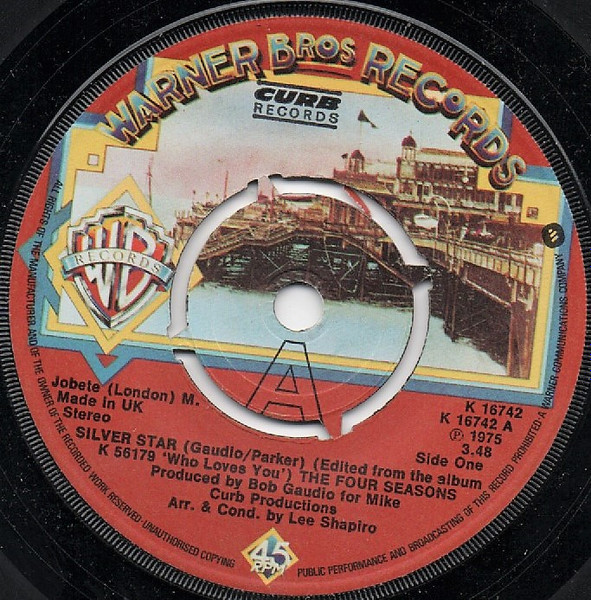 WARNER BROS RECORDS
CURB
RECORDS
WB
RECORDS
A
Jobete (London) M.
Made in UK
Stereo
K 16742
K 16742 A
℗ 1975
3.48
Side One
SILVER STAR (Gaudio/Parker) (Edited from the album
K 56179 'Who Loves You') THE FOUR SEASONS
Produced by Bob Gaudio for Mike
Curb Productions
Arr. & Cond. by Lee Shapiro
45
RPM
ALL RIGHTS OF THE MANUFACTURER AND OF THE OWNER OF THE RECORDED WORK RESERVED·UNAUTHORISED COPYING
PUBLIC PERFORMANCE AND BROADCASTING OF THIS RECORD PROHIBITED·A WARNER COMMUNICATIONS COMPANY